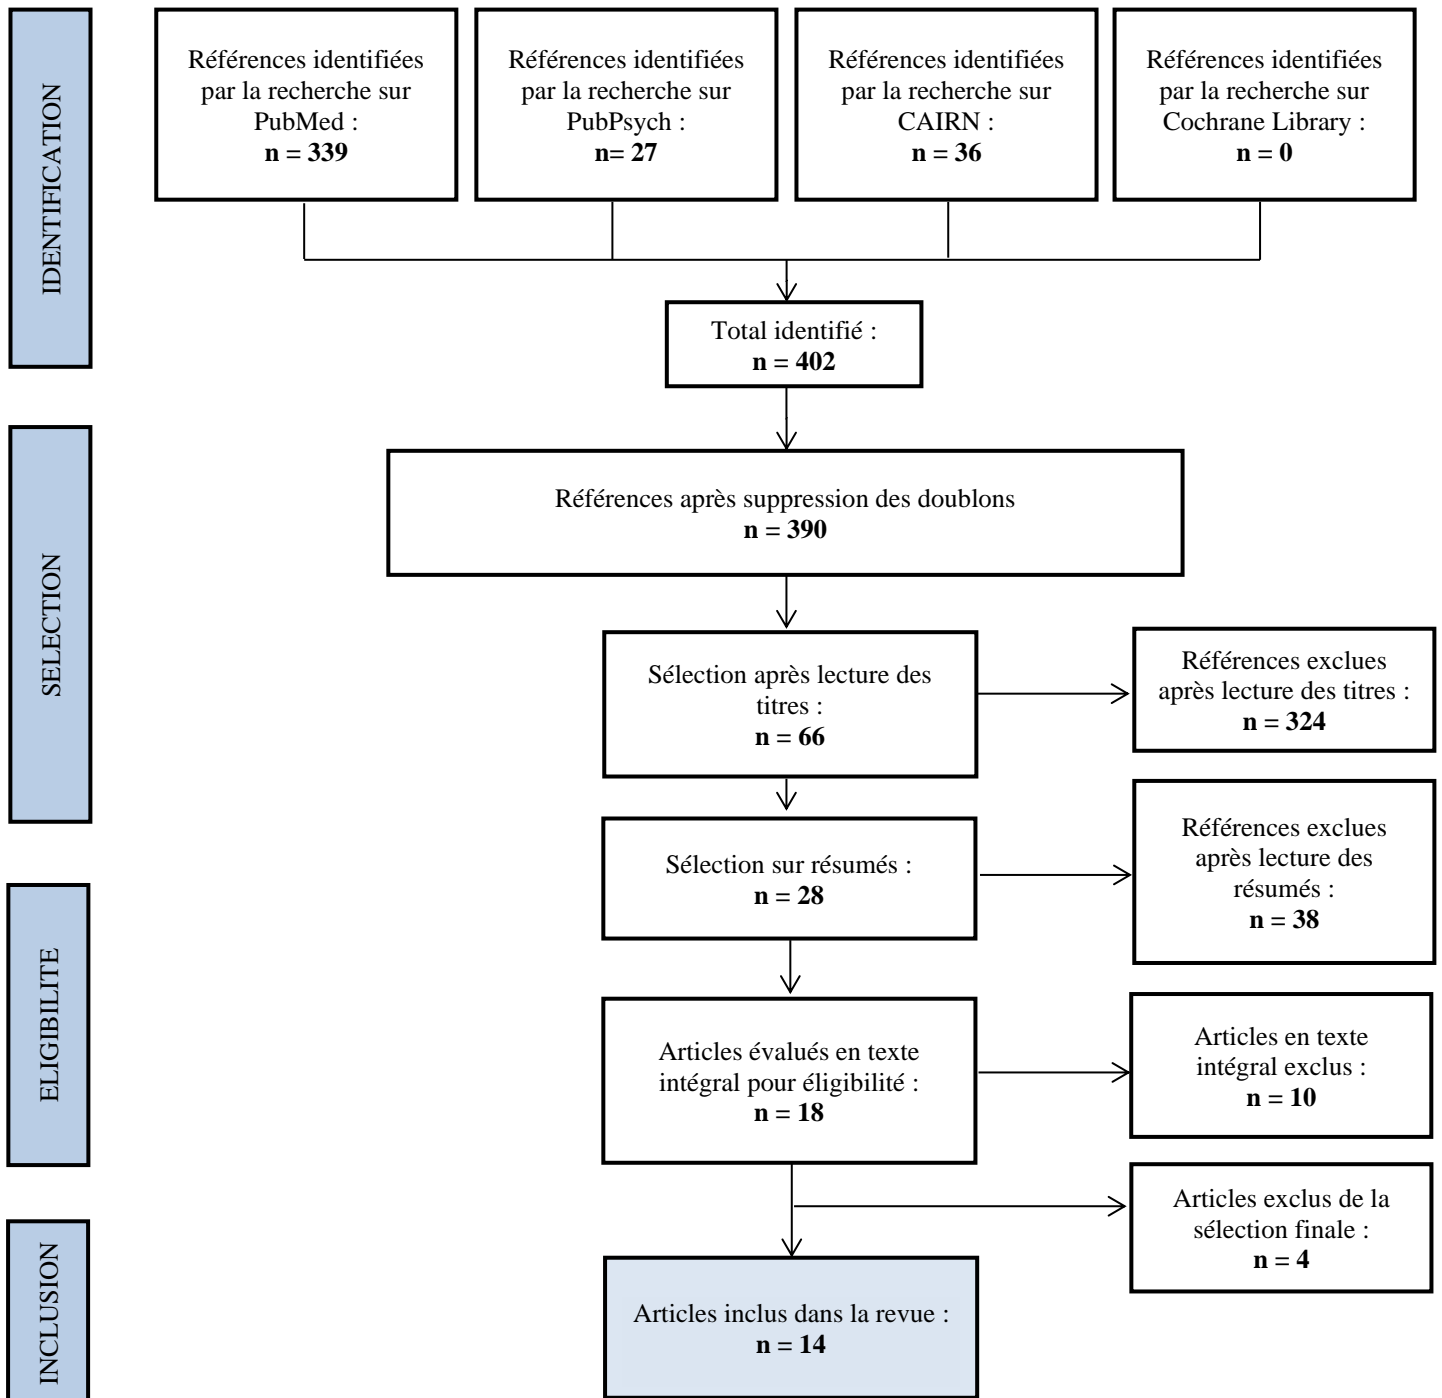 IDENTIFICATION
Références identifiées
par la recherche sur
PubMed :
n = 339
Références identifiées
par la recherche sur
PubPsych :
n= 27
Références identifiées
par la recherche sur
CAIRN :
n = 36
Références identifiées
par la recherche sur
Cochrane Library :
n = 0
Total identifié :
n = 402
SELECTION
Références après suppression des doublons
n = 390
Sélection après lecture des
titres :
n = 66
Références exclues
après lecture des titres :
n = 324
Sélection sur résumés :
n = 28
Références exclues
après lecture des
résumés :
n = 38
ELIGIBILITE
Articles évalués en texte
intégral pour éligibilité :
n = 18
Articles en texte
intégral exclus :
n = 10
Articles exclus de la
sélection finale :
n = 4
INCLUSION
Articles inclus dans la revue :
n = 14